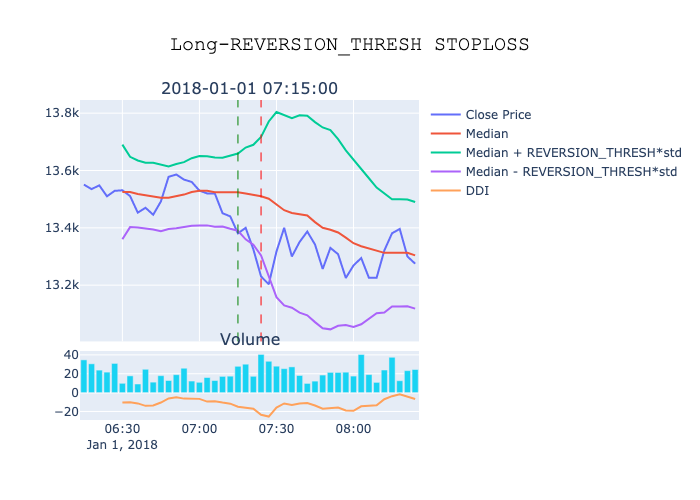 Long-REVERSION_THRESH STOPLOSS
2018-01-01 07:15:00
13.8k
13.6k
13.4k
13.2k
Close Price
Median
Median + REVERSION_THRESH*std
Median - REVERSION_THRESH*std
DDI
Volume
40
20
0
−20
06:30 07:00 07:30 08:00
Jan 1, 2018